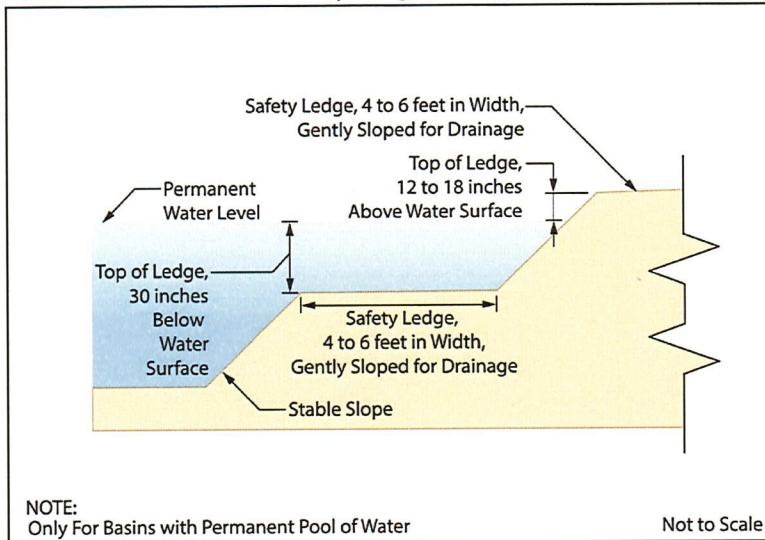 Safety Ledge, 4 to 6 feet in Width,
Gently Sloped for Drainage
Top of Ledge,
12 to 18 inches
Above Water Surface
Permanent
Water Level
Top of Ledge,
30 inches
Below
Water
Surface
Safety Ledge,
4 to 6 feet in Width,
Gently Sloped for Drainage
Stable Slope
NOTE:
Only For Basins with Permanent Pool of Water
Not to Scale